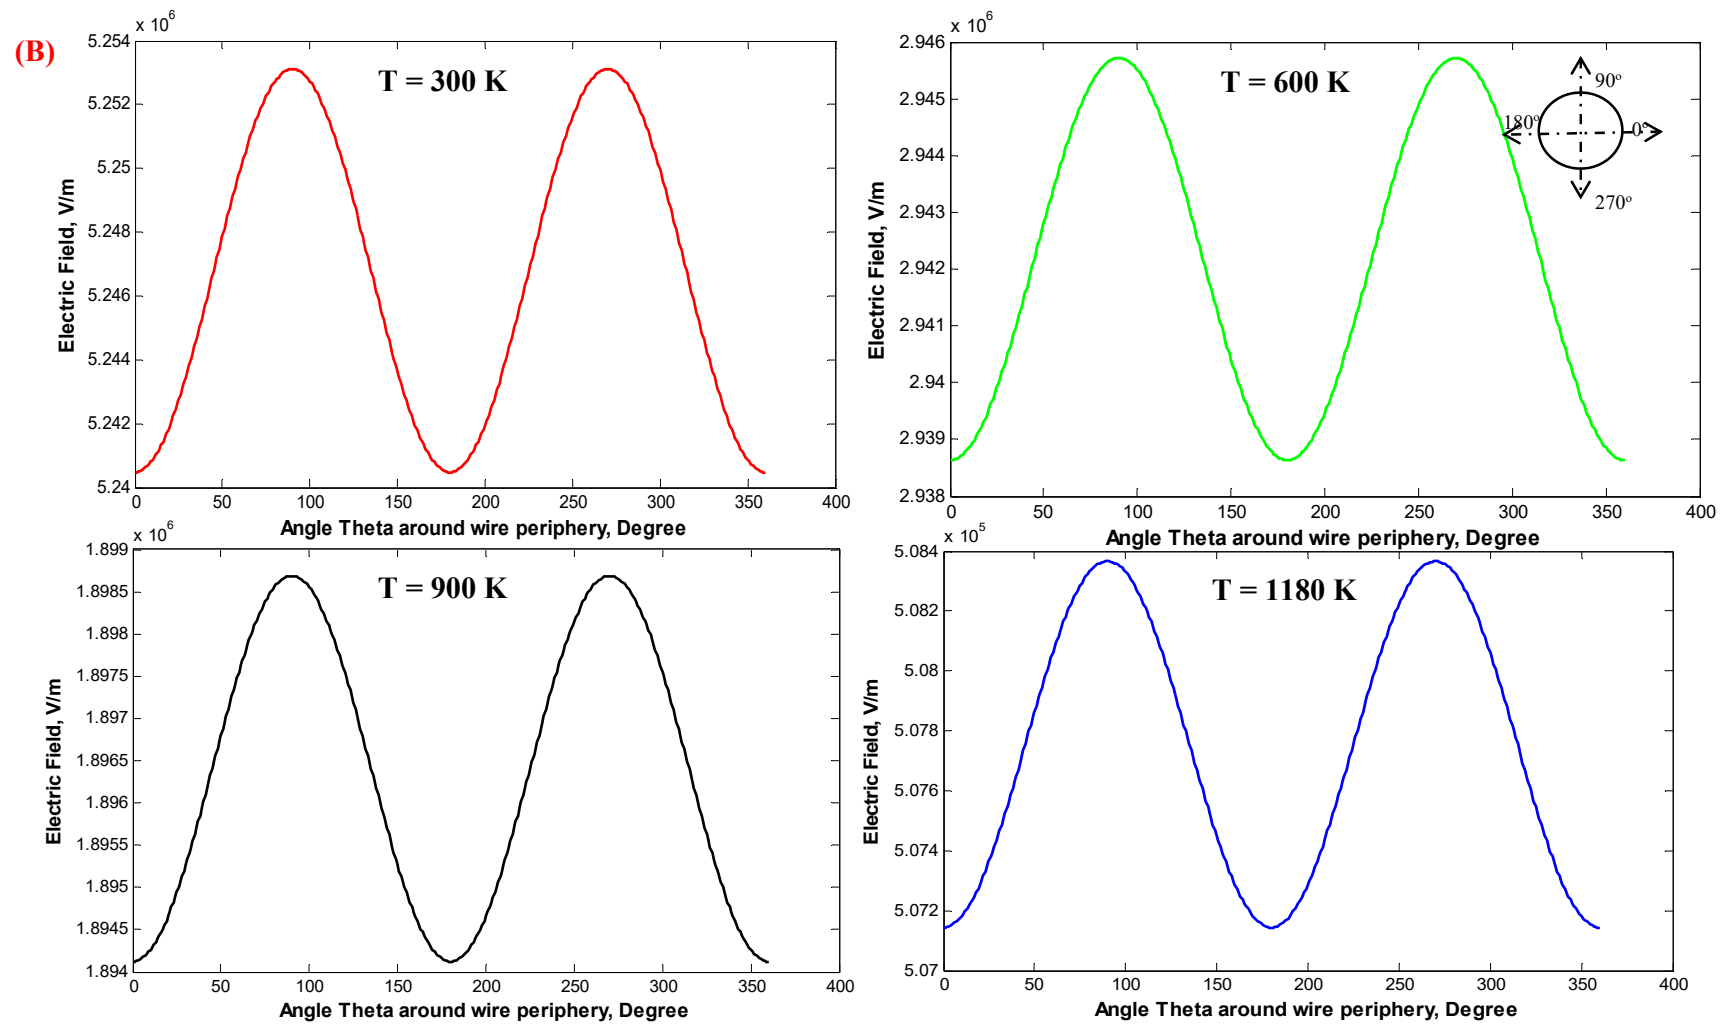 (B)
x 10^6
T = 300 K
5.254
5.252
5.25
5.248
5.246
5.244
5.242
5.24
Electric Field, V/m
0 50 100 150 200 250 300 350 400
Angle Theta around wire periphery, Degree
x 10^6
T = 600 K
90º
180º
0º
270º
2.946
2.945
2.944
2.943
2.942
2.941
2.94
2.939
2.938
Electric Field, V/m
0 50 100 150 200 250 300 350 400
Angle Theta around wire periphery, Degree
x 10^6
T = 900 K
1.899
1.8985
1.898
1.8975
1.897
1.8965
1.896
1.8955
1.895
1.8945
1.894
Electric Field, V/m
0 50 100 150 200 250 300 350 400
Angle Theta around wire periphery, Degree
x 10^5
T = 1180 K
5.084
5.082
5.08
5.078
5.076
5.074
5.072
5.07
Electric Field, V/m
0 50 100 150 200 250 300 350 400
Angle Theta around wire periphery, Degree